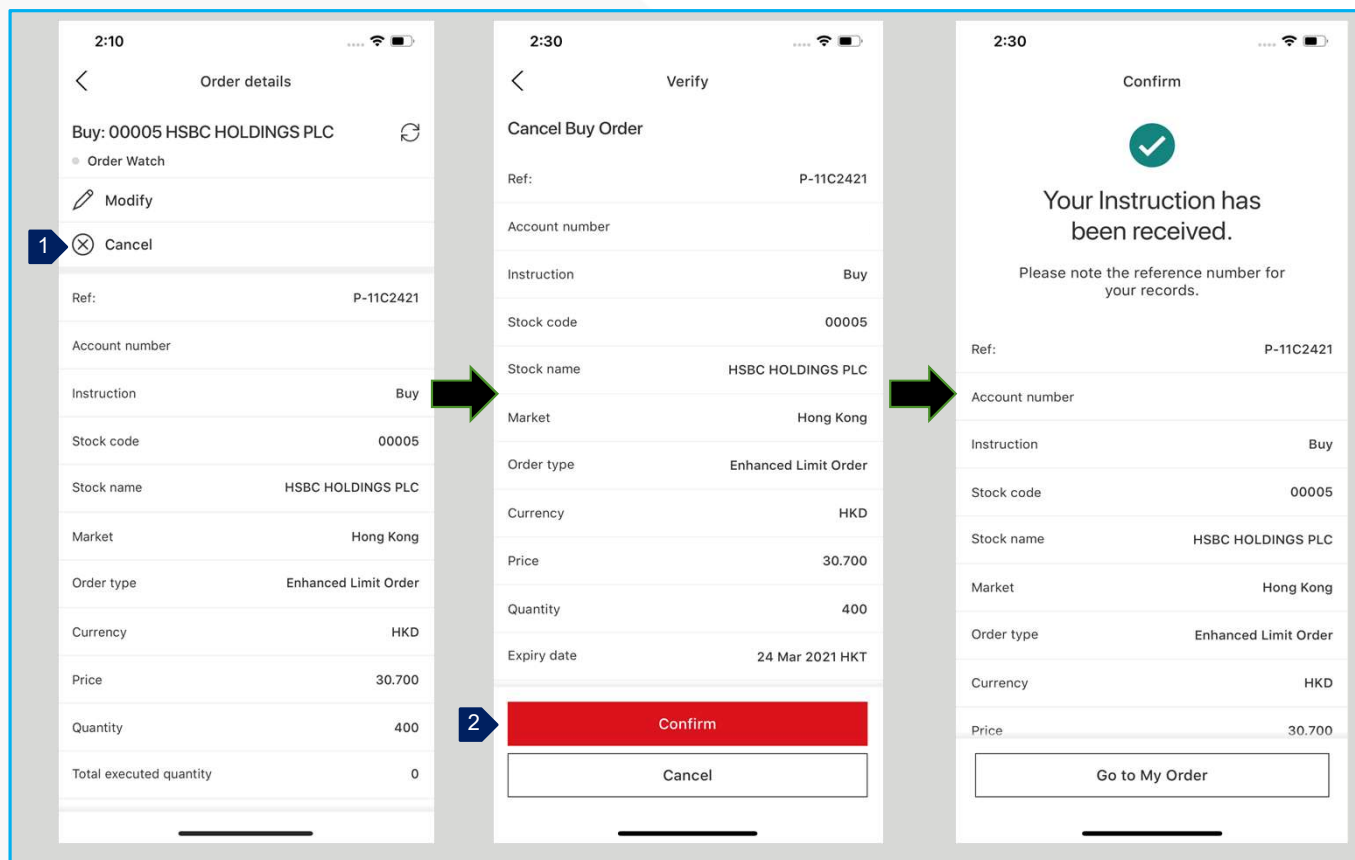 2:10
Order details
Buy: 00005 HSBC HOLDINGS PLC
Order Watch
Modify
1 Cancel
Ref: P-11C2421
Account number
Instruction Buy
Stock code 00005
Stock name HSBC HOLDINGS PLC
Market Hong Kong
Order type Enhanced Limit Order
Currency HKD
Price 30.700
Quantity 400
Total executed quantity 0
2:30
Verify
Cancel Buy Order
Ref: P-11C2421
Account number
Instruction Buy
Stock code 00005
Stock name HSBC HOLDINGS PLC
Market Hong Kong
Order type Enhanced Limit Order
Currency HKD
Price 30.700
Quantity 400
Expiry date 24 Mar 2021 HKT
2 Confirm
Cancel
2:30
Confirm
Your Instruction has
been received.
Please note the reference number for
your records.
Ref: P-11C2421
Account number
Instruction Buy
Stock code 00005
Stock name HSBC HOLDINGS PLC
Market Hong Kong
Order type Enhanced Limit Order
Currency HKD
Price 30.700
Go to My Order